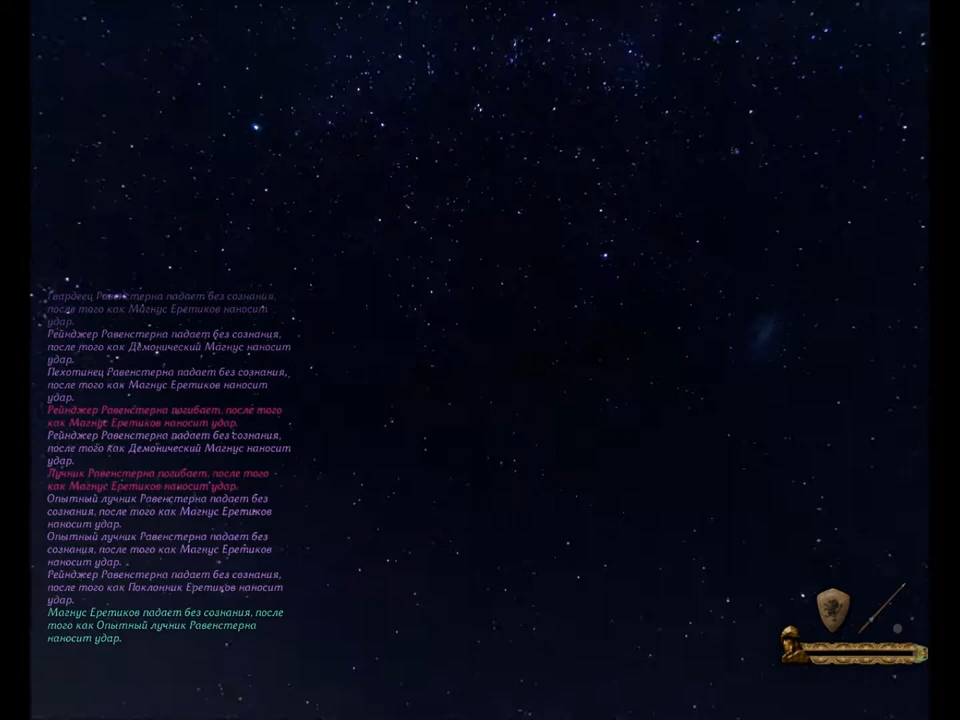 Гвардеец Равенстерна падает без сознания,
после того как Магнус Еретиков наносит
удар.
Рейнджер Равенстерна падает без сознания,
после того как Демонический Магнус наносит
удар.
Пехотинец Равенстерна падает без сознания,
после того как Магнус Еретиков наносит
удар.
Рейнджер Равенстерна погибает, после того
как Магнус Еретиков наносит удар.
Рейнджер Равенстерна падает без сознания,
после того как Демонический Магнус наносит
удар.
Лучник Равенстерна погибает, после того
как Магнус Еретиков наносит удар.
Опытный лучник Равенстерна падает без
сознания, после того как Магнус Еретиков
наносит удар.
Опытный лучник Равенстерна падает без
сознания, после того как Магнус Еретиков
наносит удар.
Рейнджер Равенстерна падает без сознания,
после того как Поклонник Еретиков наносит
удар.
Магнус Еретиков падает без сознания, после
того как Опытный лучник Равенстерна
наносит удар.